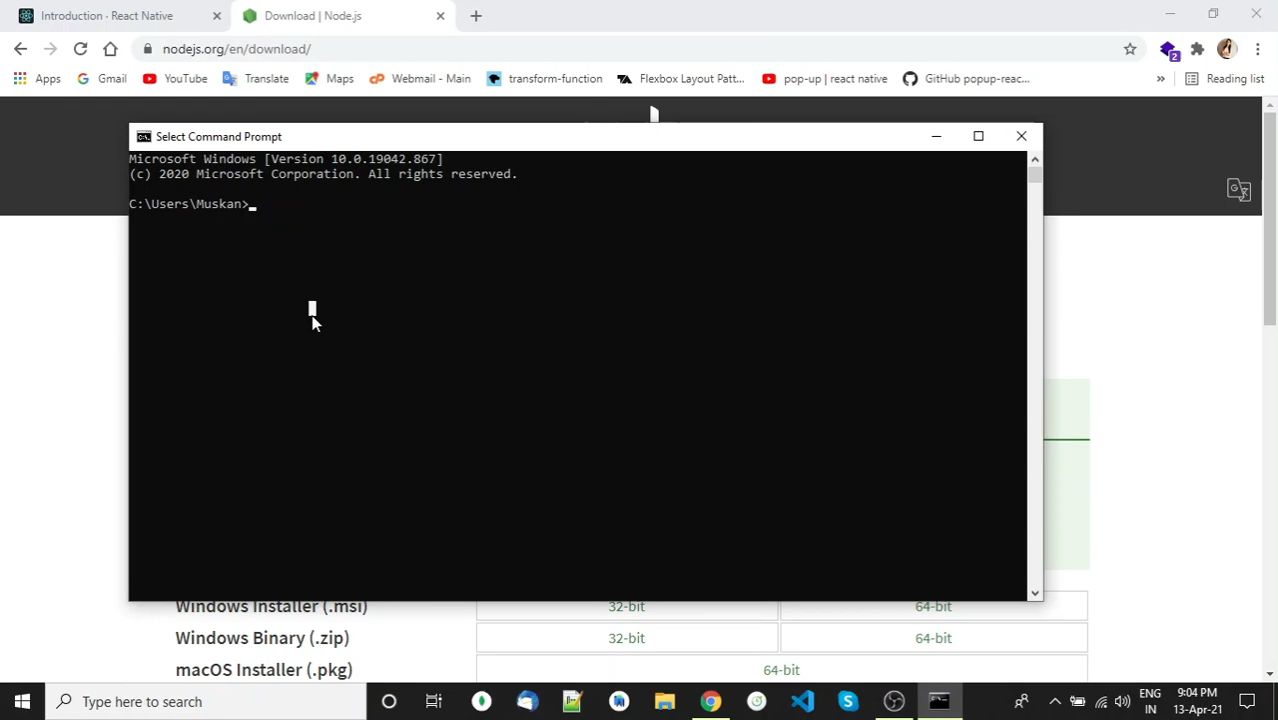 Introduction · React Native
Download | Node.js
nodejs.org/en/download/
2
Apps
Gmail
YouTube
Translate
Maps
Webmail - Main
transform-function
Flexbox Layout Patt...
pop-up | react native
GitHub popup-reac...
»
Reading list
Select Command Prompt
Microsoft Windows [Version 10.0.19042.867]
(c) 2020 Microsoft Corporation. All rights reserved.
C:\Users\Muskan>_
Windows Installer (.msi)
32-bit
64-bit
Windows Binary (.zip)
32-bit
64-bit
macOS Installer (.pkg)
64-bit
Type here to search
ENG
IN
9:04 PM
13-Apr-21